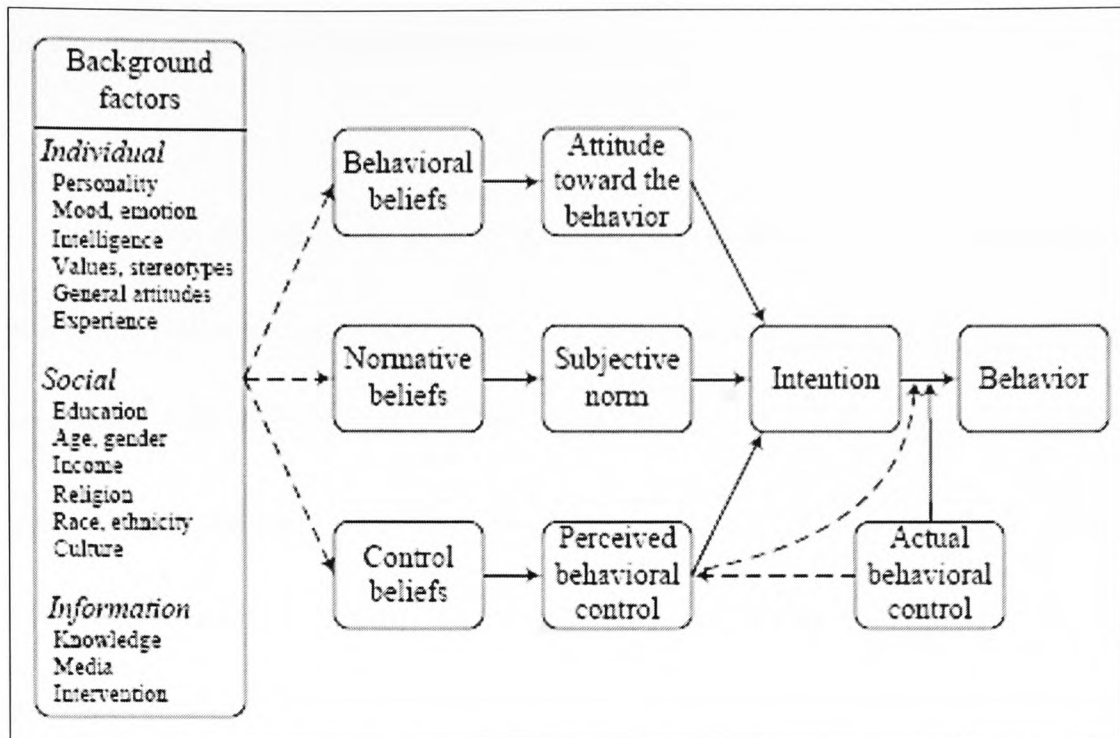 Background
factors
Individual
Personality
Mood, emotion
Intelligence
Values, stereotypes
General attitudes
Experience
Social
Education
Age, gender
Income
Religion
Race, ethnicity
Culture
Information
Knowledge
Media
Intervention
Behavioral
beliefs
Attitude
toward the
behavior
Normative
beliefs
Subjective
norm
Intention
Behavior
Control
beliefs
Perceived
behavioral
control
Actual
behavioral
control